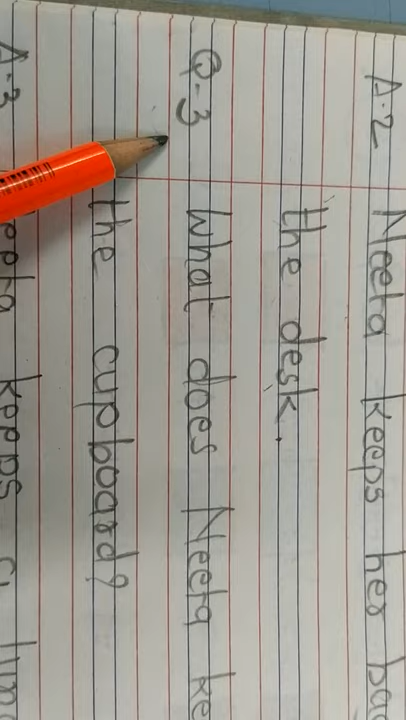 A-2 Neeta keeps her
the desk.
Q-3 What does Neeta
the cupboard?
A-3 keeps